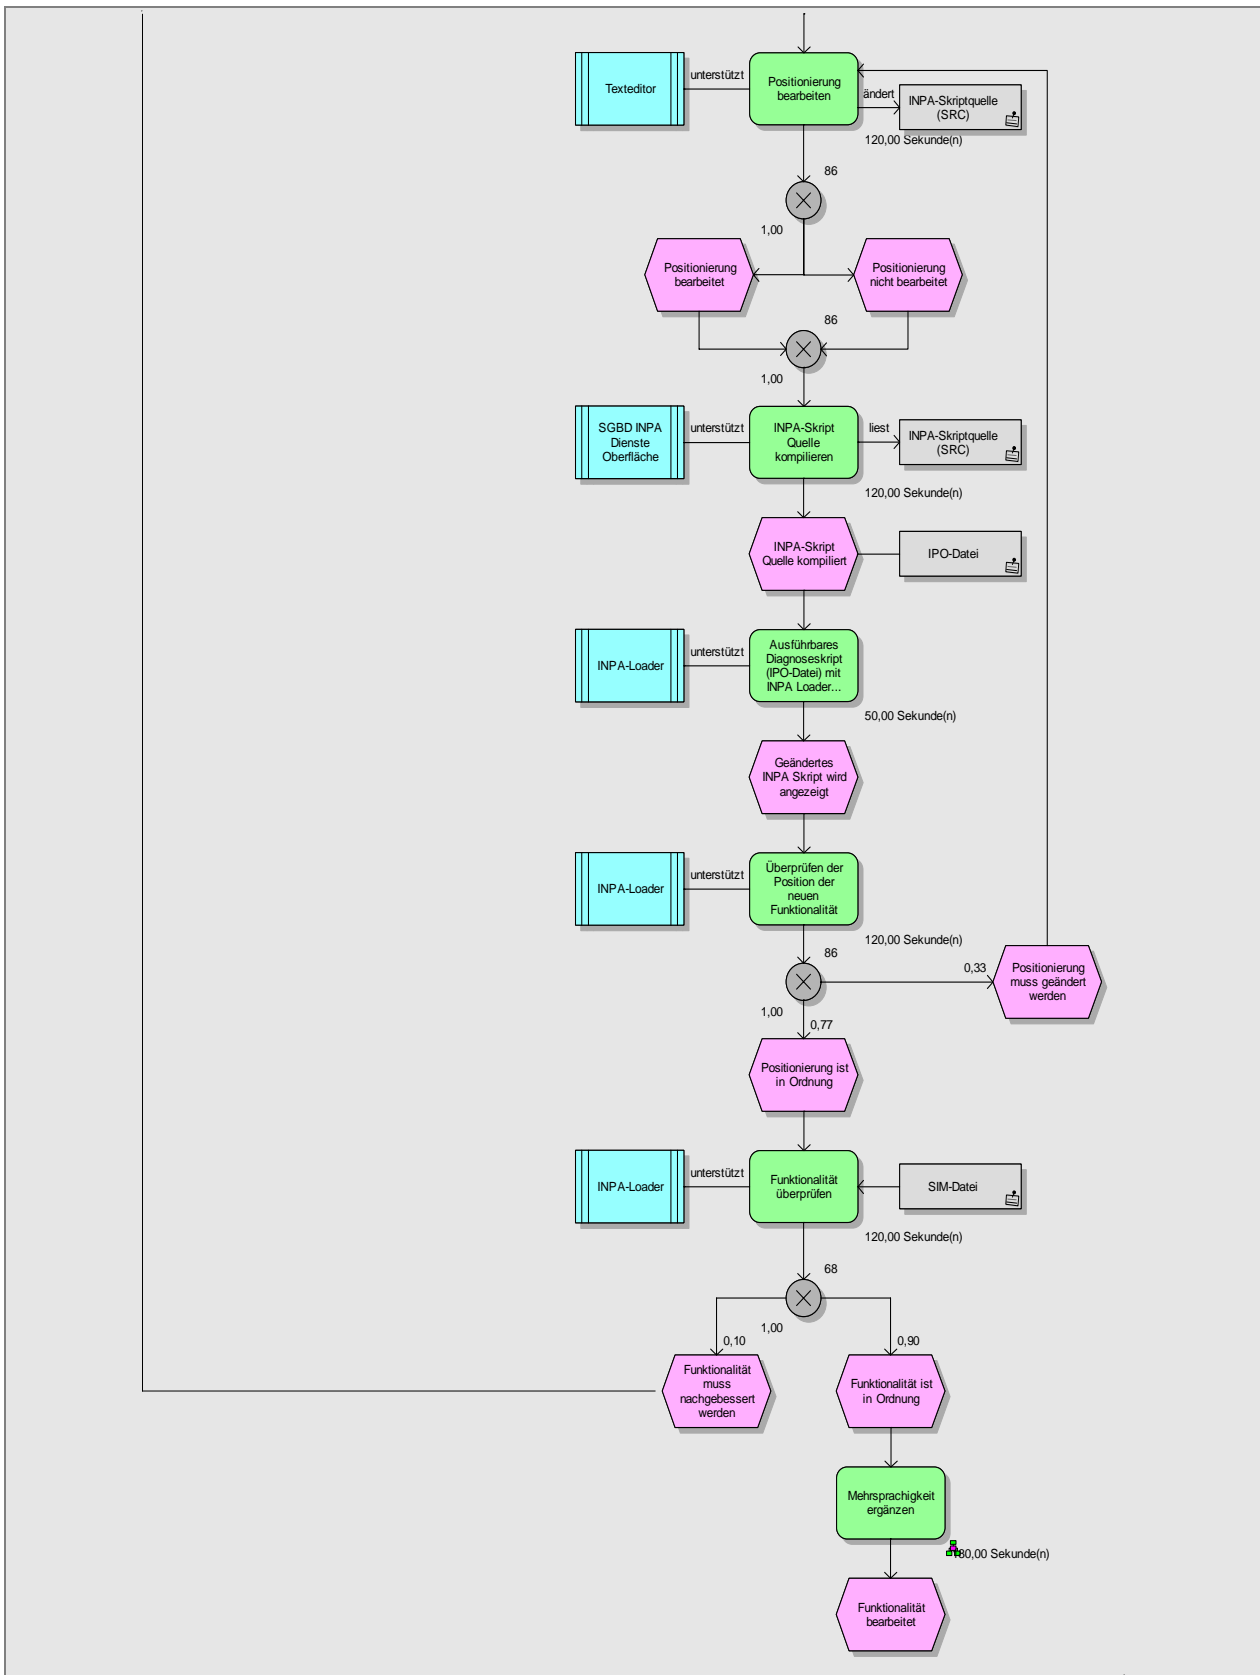 Texteditor
unterstützt
Positionierung
bearbeiten
ändert
INPA-Skriptquelle
(SRC)
120,00 Sekunde(n)
86
1,00
Positionierung
bearbeitet
Positionierung
nicht bearbeitet
86
1,00
SGBD INPA
Dienste
Oberfläche
unterstützt
INPA-Skript
Quelle
kompilieren
liest
INPA-Skriptquelle
(SRC)
120,00 Sekunde(n)
INPA-Skript
Quelle kompiliert
IPO-Datei
INPA-Loader
unterstützt
Ausführbares
Diagnoseskript
(IPO-Datei) mit
INPA Loader...
50,00 Sekunde(n)
Geändertes
INPA Skript wird
angezeigt
INPA-Loader
unterstützt
Überprüfen der
Position der
neuen
Funktionalität
120,00 Sekunde(n)
86
1,00
0,33
Positionierung
muss geändert
werden
0,77
Positionierung ist
in Ordnung
INPA-Loader
unterstützt
Funktionalität
überprüfen
SIM-Datei
120,00 Sekunde(n)
68
1,00
0,10
0,90
Funktionalität
muss
nachgebessert
werden
Funktionalität ist
in Ordnung
Mehrsprachigkeit
ergänzen
Sekunde(n)
Funktionalität
bearbeitet